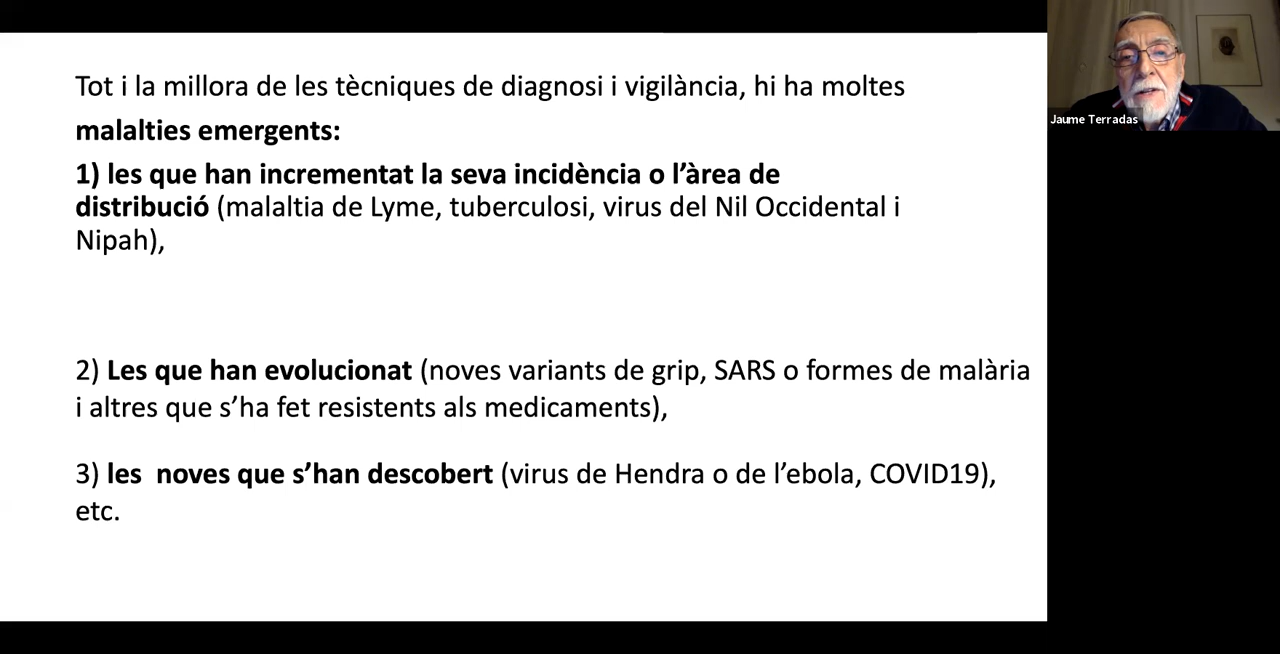 Tot i la millora de les tècniques de diagnosi i vigilància, hi ha moltes
malalties emergents:
1) les que han incrementat la seva incidència o l’àrea de
distribució (malaltia de Lyme, tuberculosi, virus del Nil Occidental i
Nipah),
2) Les que han evolucionat (noves variants de grip, SARS o formes de malària
i altres que s’ha fet resistents als medicaments),
3) les  noves que s’han descobert (virus de Hendra o de l’ebola, COVID19),
etc.
Jaume Terradas